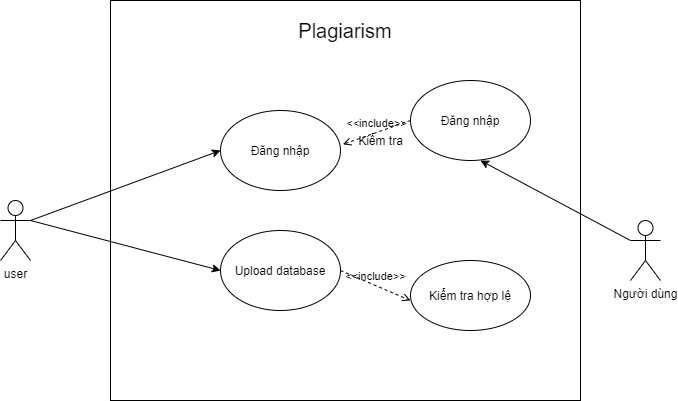 Plagiarism
<<include>>
Đăng nhập
Kiểm tra
Đăng nhập
user
Upload database
<<include>>
Kiểm tra hợp lệ
Người dùng